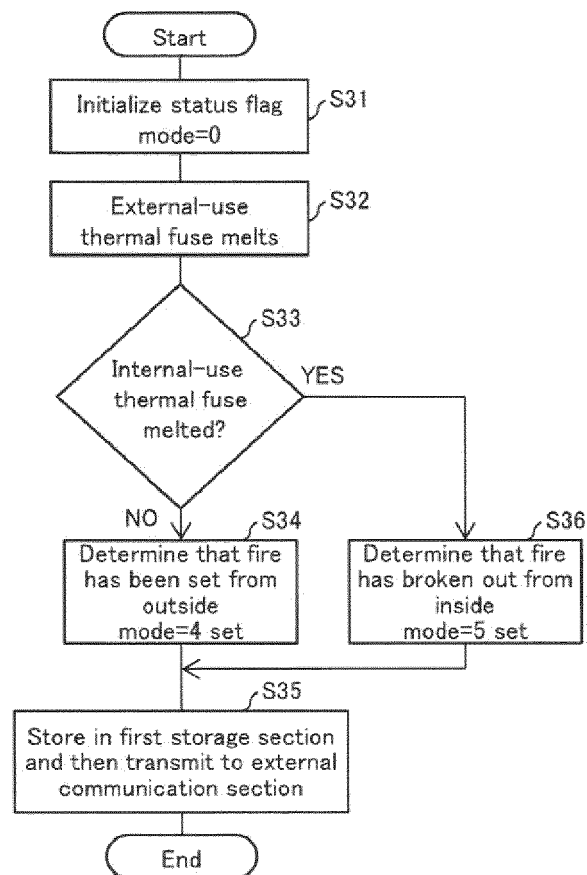 Start
Initialize status flag
mode=0
S31
External-use
thermal fuse melts
S32
S33
Internal-use
thermal fuse
melted?
YES
NO
S34
Determine that fire
has been set from
outside
mode=4 set
S36
Determine that fire
has broken out from
inside
mode=5 set
S35
Store in first storage section
and then transmit to external
communication section
End